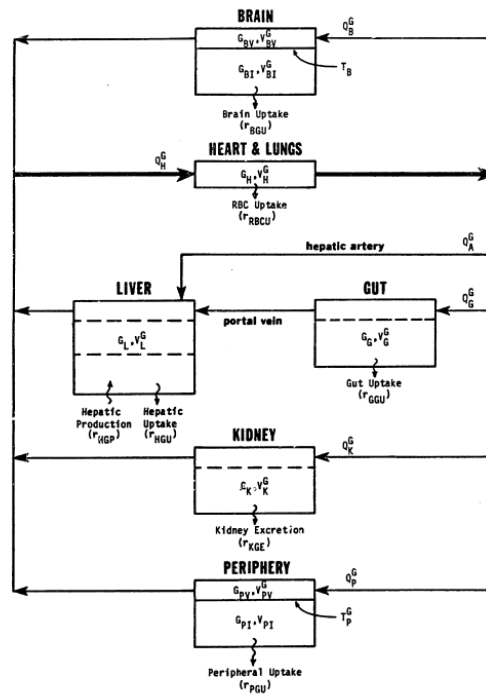 BRAIN
Q_B^G
G_BV,V_BV^G
T_B
G_BI,V_BI^G
Brain Uptake
(r_BGU)
HEART & LUNGS
Q_H^G
G_H,V_H^G
RBC Uptake
(r_RBCU)
hepatic artery
Q_A^G
LIVER
GUT
Q_G^G
portal vein
G_L,V_L^G
G_G,V_G^G
Gut Uptake
(r_GGU)
Hepatic Production
(r_HGP)
Hepatic Uptake
(r_HGU)
KIDNEY
Q_K^G
G_K,V_K^G
Kidney Excretion
(r_KGE)
PERIPHERY
Q_P^G
G_PV,V_PV^G
T_P^G
G_PI,V_PI
Peripheral Uptake
(r_PGU)